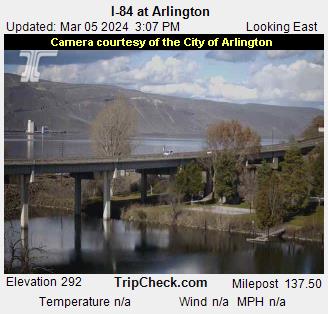 I-84 at Arlington
Updated: Mar 05 2024 3:07 PM Looking East
Camera courtesy of the City of Arlington
Elevation 292 TripCheck.com Milepost 137.50
Temperature n/a Wind n/a MPH n/a